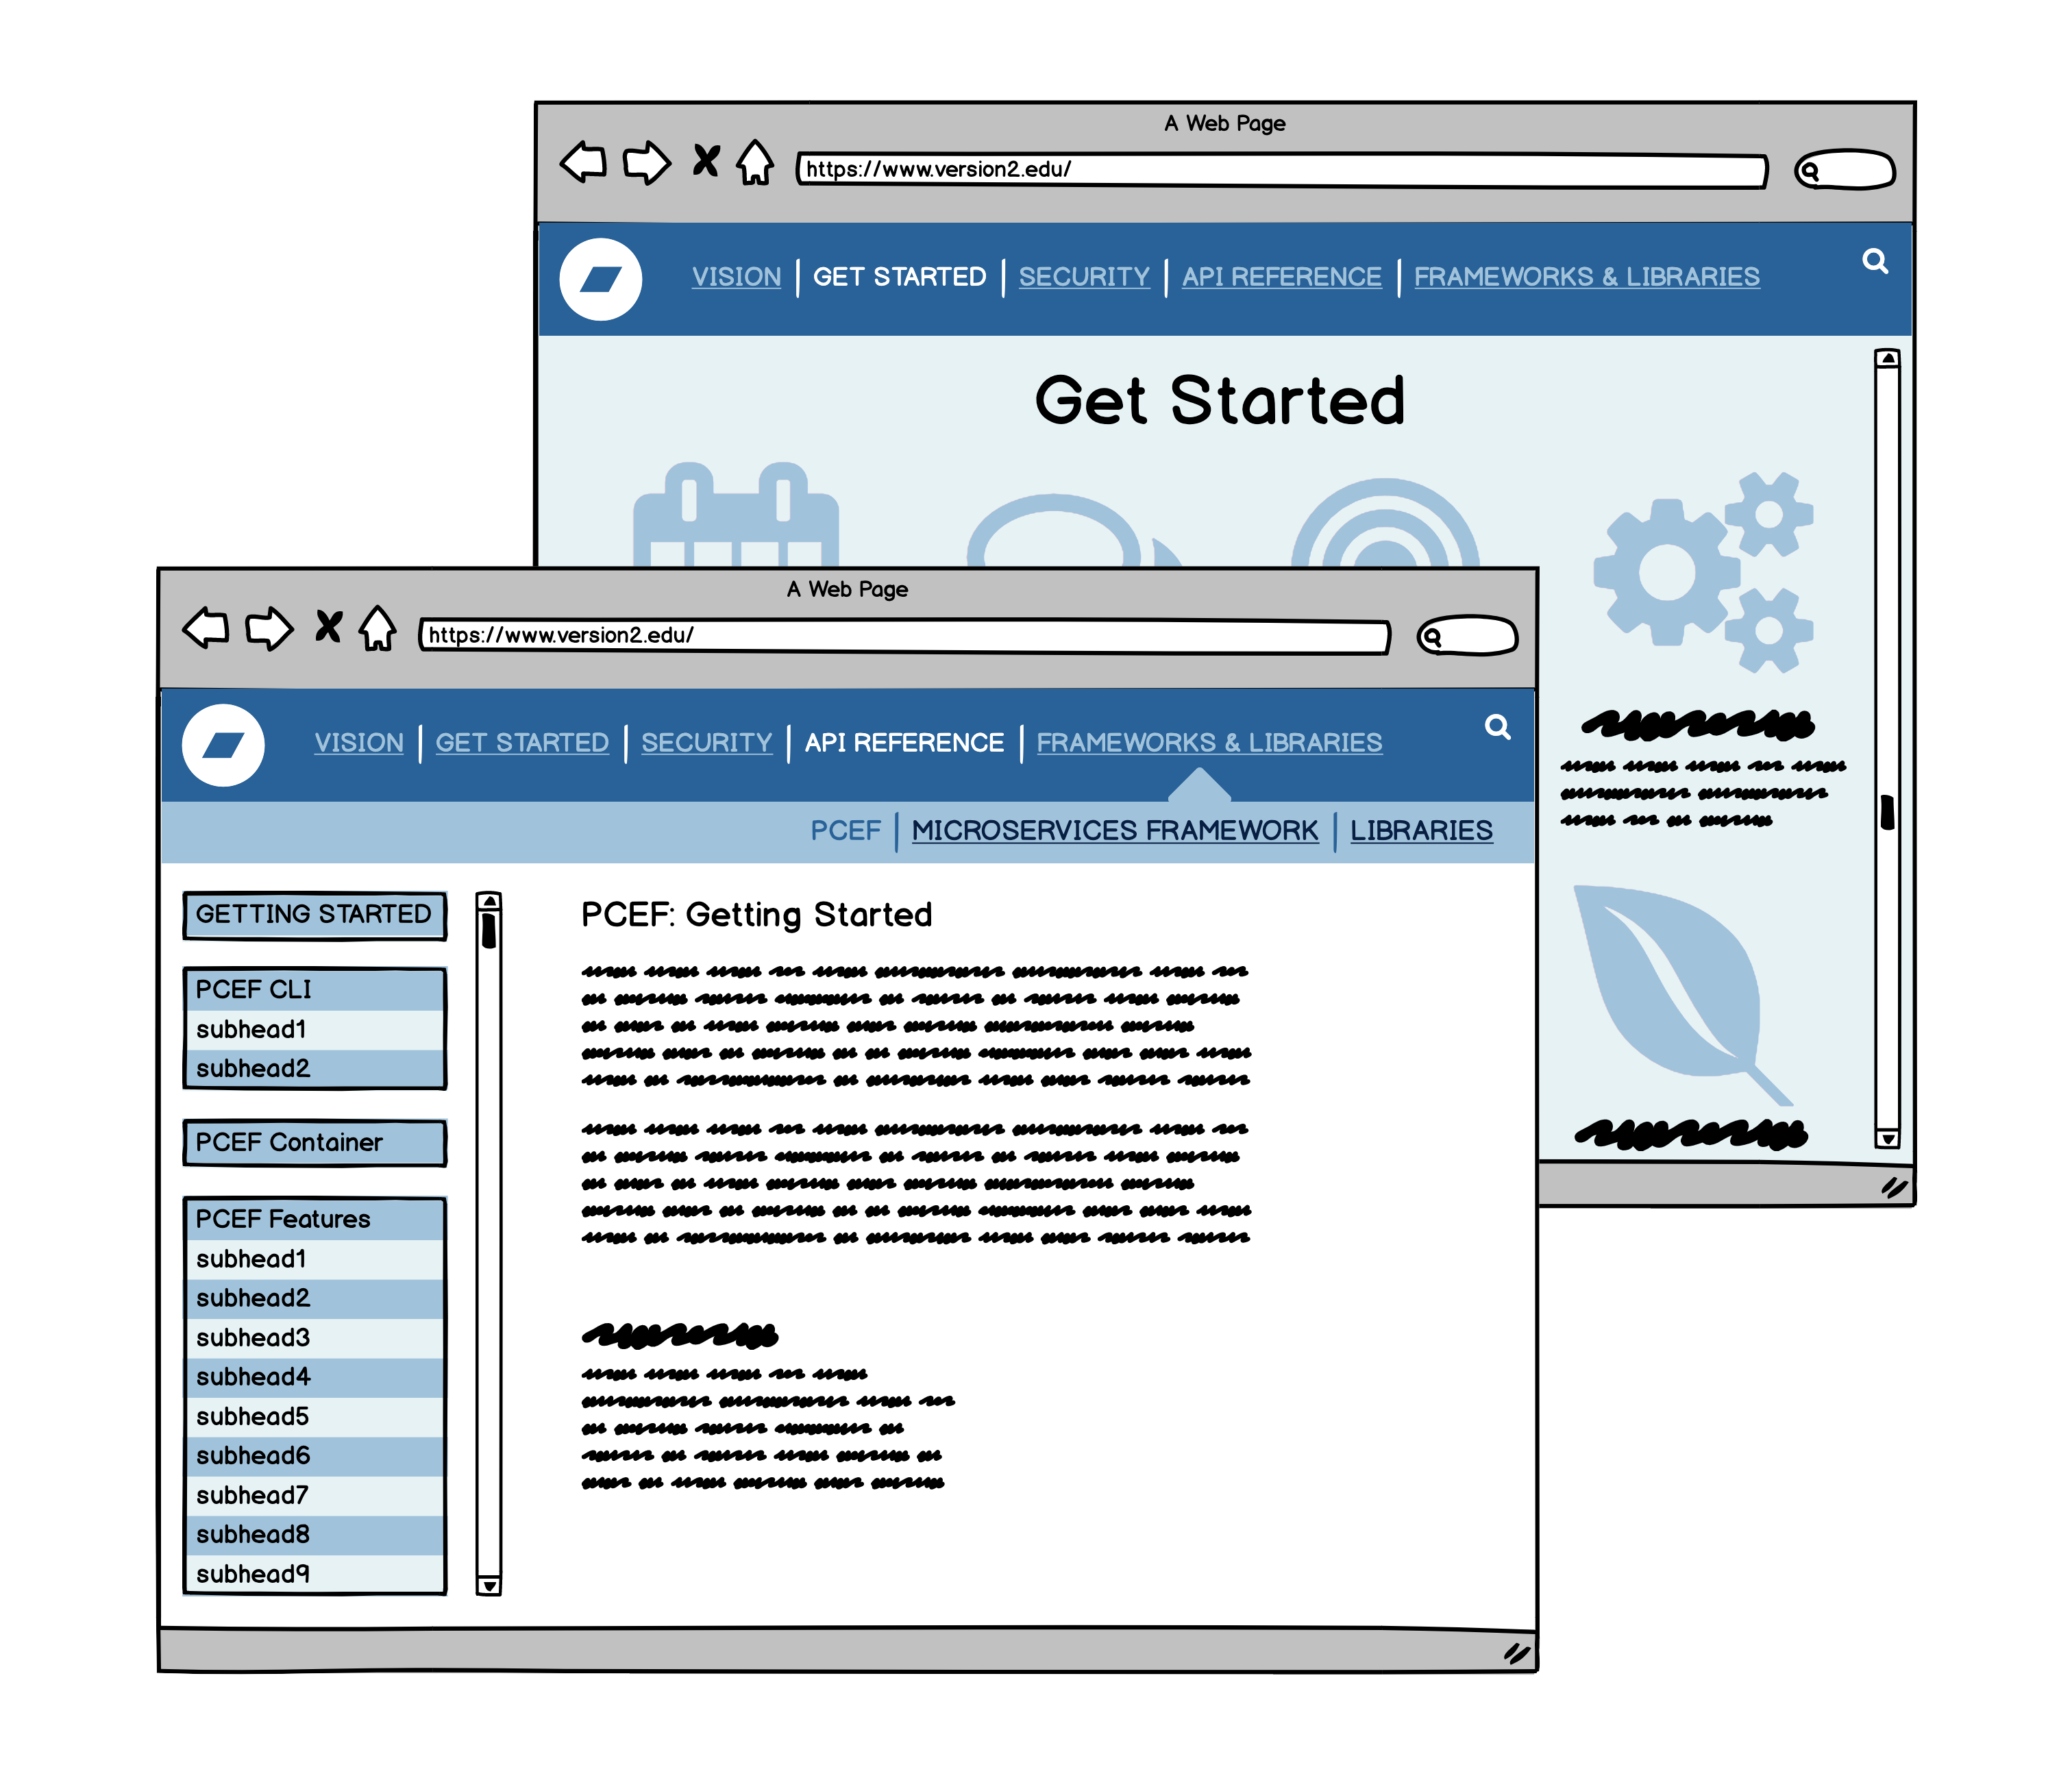 A Web Page
https://www.version2.edu/
VISION | GET STARTED | SECURITY | API REFERENCE | FRAMEWORKS & LIBRARIES
Get Started
A Web Page
https://www.version2.edu/
VISION | GET STARTED | SECURITY | API REFERENCE | FRAMEWORKS & LIBRARIES
PCEF | MICROSERVICES FRAMEWORK | LIBRARIES
GETTING STARTED
PCEF CLI
subhead1
subhead2
PCEF Container
PCEF Features
subhead1
subhead2
subhead3
subhead4
subhead5
subhead6
subhead7
subhead8
subhead9
PCEF: Getting Started